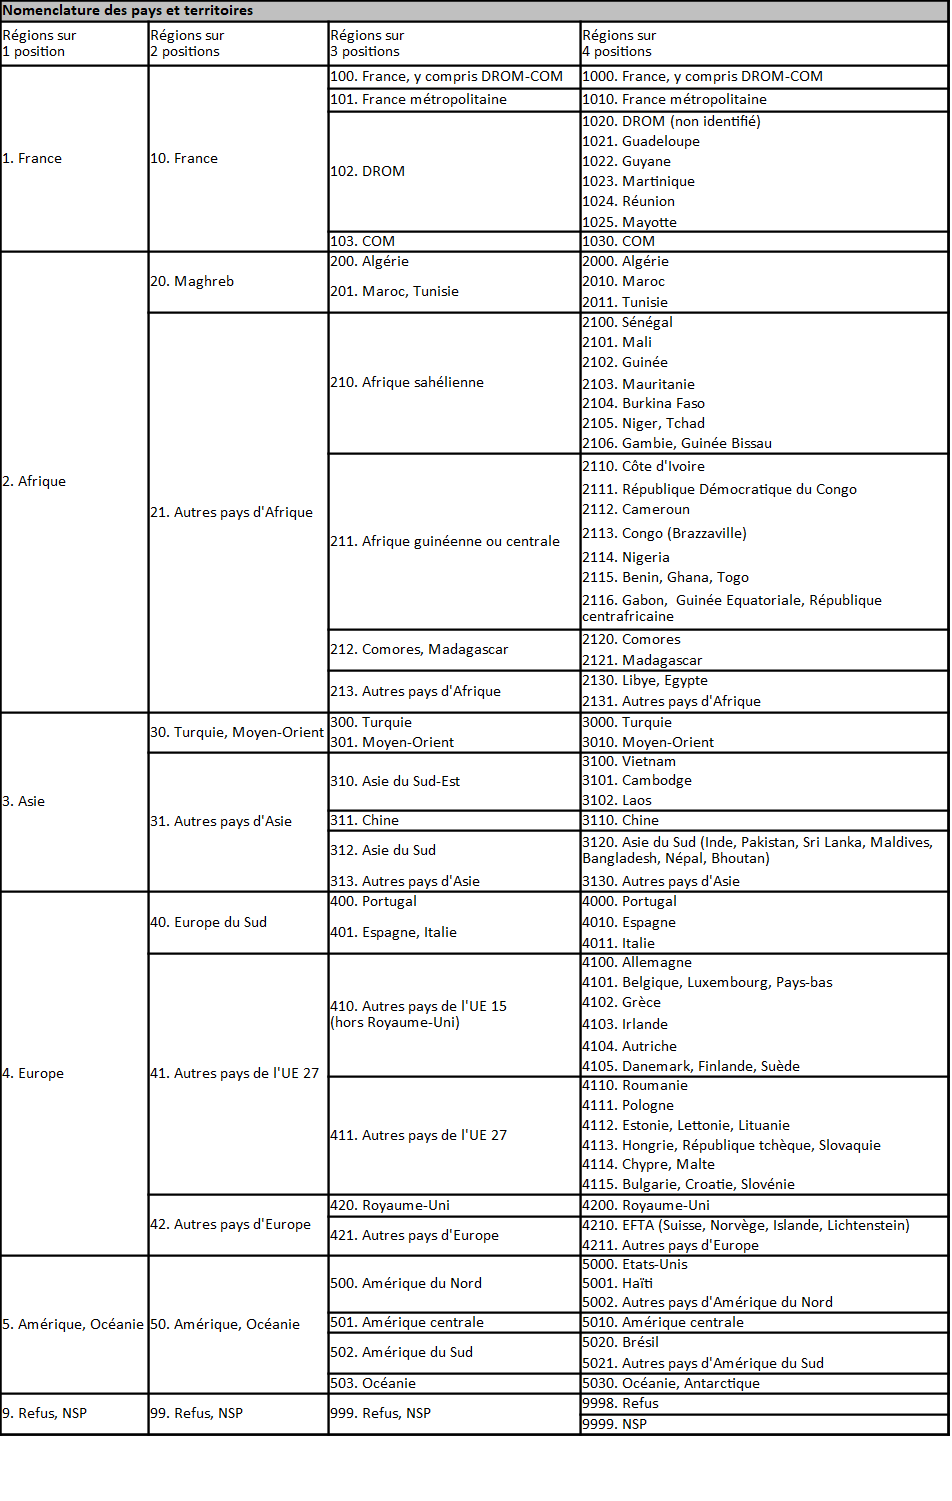 Nomenclature des pays et territoires
Régions sur
1 position
Régions sur
2 positions
Régions sur
3 positions
Régions sur
4 positions
1. France
10. France
100. France, y compris DROM-COM
1000. France, y compris DROM-COM
101. France métropolitaine
1010. France métropolitaine
102. DROM
1020. DROM (non identifié)
1021. Guadeloupe
1022. Guyane
1023. Martinique
1024. Réunion
1025. Mayotte
103. COM
1030. COM
2. Afrique
20. Maghreb
200. Algérie
2000. Algérie
201. Maroc, Tunisie
2010. Maroc
2011. Tunisie
21. Autres pays d'Afrique
210. Afrique sahélienne
2100. Sénégal
2101. Mali
2102. Guinée
2103. Mauritanie
2104. Burkina Faso
2105. Niger, Tchad
2106. Gambie, Guinée Bissau
211. Afrique guinéenne ou centrale
2110. Côte d'Ivoire
2111. République Démocratique du Congo
2112. Cameroun
2113. Congo (Brazzaville)
2114. Nigeria
2115. Benin, Ghana, Togo
2116. Gabon,  Guinée Equatoriale, République
centrafricaine
212. Comores, Madagascar
2120. Comores
2121. Madagascar
213. Autres pays d'Afrique
2130. Libye, Egypte
2131. Autres pays d'Afrique
3. Asie
30. Turquie, Moyen-Orient
300. Turquie
3000. Turquie
301. Moyen-Orient
3010. Moyen-Orient
31. Autres pays d'Asie
310. Asie du Sud-Est
3100. Vietnam
3101. Cambodge
3102. Laos
311. Chine
3110. Chine
312. Asie du Sud
3120. Asie du Sud (Inde, Pakistan, Sri Lanka, Maldives,
Bangladesh, Népal, Bhoutan)
313. Autres pays d'Asie
3130. Autres pays d'Asie
4. Europe
40. Europe du Sud
400. Portugal
4000. Portugal
401. Espagne, Italie
4010. Espagne
4011. Italie
41. Autres pays de l'UE 27
410. Autres pays de l'UE 15
(hors Royaume-Uni)
4100. Allemagne
4101. Belgique, Luxembourg, Pays-bas
4102. Grèce
4103. Irlande
4104. Autriche
4105. Danemark, Finlande, Suède
411. Autres pays de l'UE 27
4110. Roumanie
4111. Pologne
4112. Estonie, Lettonie, Lituanie
4113. Hongrie, République tchèque, Slovaquie
4114. Chypre, Malte
4115. Bulgarie, Croatie, Slovénie
42. Autres pays d'Europe
420. Royaume-Uni
4200. Royaume-Uni
421. Autres pays d'Europe
4210. EFTA (Suisse, Norvège, Islande, Lichtenstein)
4211. Autres pays d'Europe
5. Amérique, Océanie
50. Amérique, Océanie
500. Amérique du Nord
5000. Etats-Unis
5001. Haïti
5002. Autres pays d'Amérique du Nord
501. Amérique centrale
5010. Amérique centrale
502. Amérique du Sud
5020. Brésil
5021. Autres pays d'Amérique du Sud
503. Océanie
5030. Océanie, Antarctique
9. Refus, NSP
99. Refus, NSP
999. Refus, NSP
9998. Refus
9999. NSP